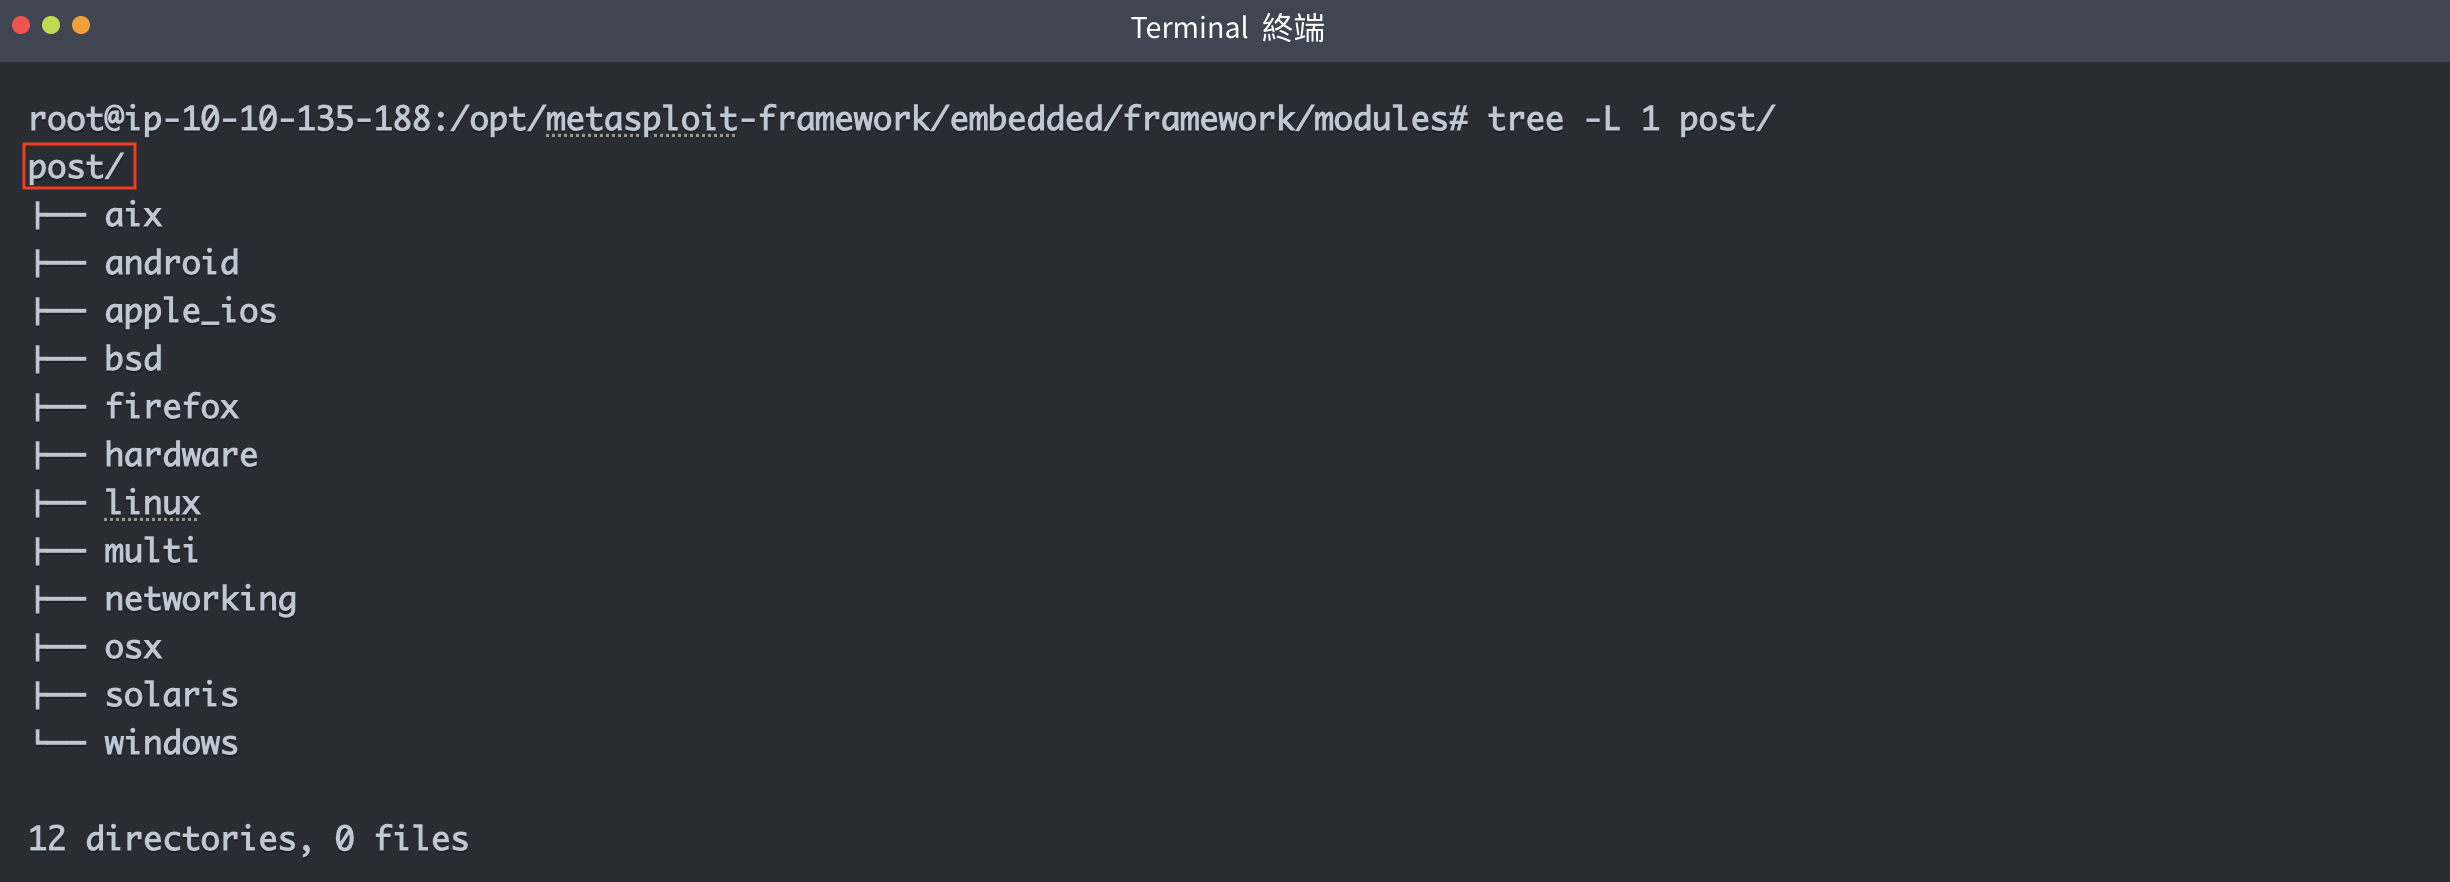 Terminal 終端
root@ip-10-10-135-188:/opt/metasploit-framework/embedded/framework/modules# tree -L 1 post/
post/
├── aix
├── android
├── apple_ios
├── bsd
├── firefox
├── hardware
├── linux
├── multi
├── networking
├── osx
├── solaris
└── windows
12 directories, 0 files